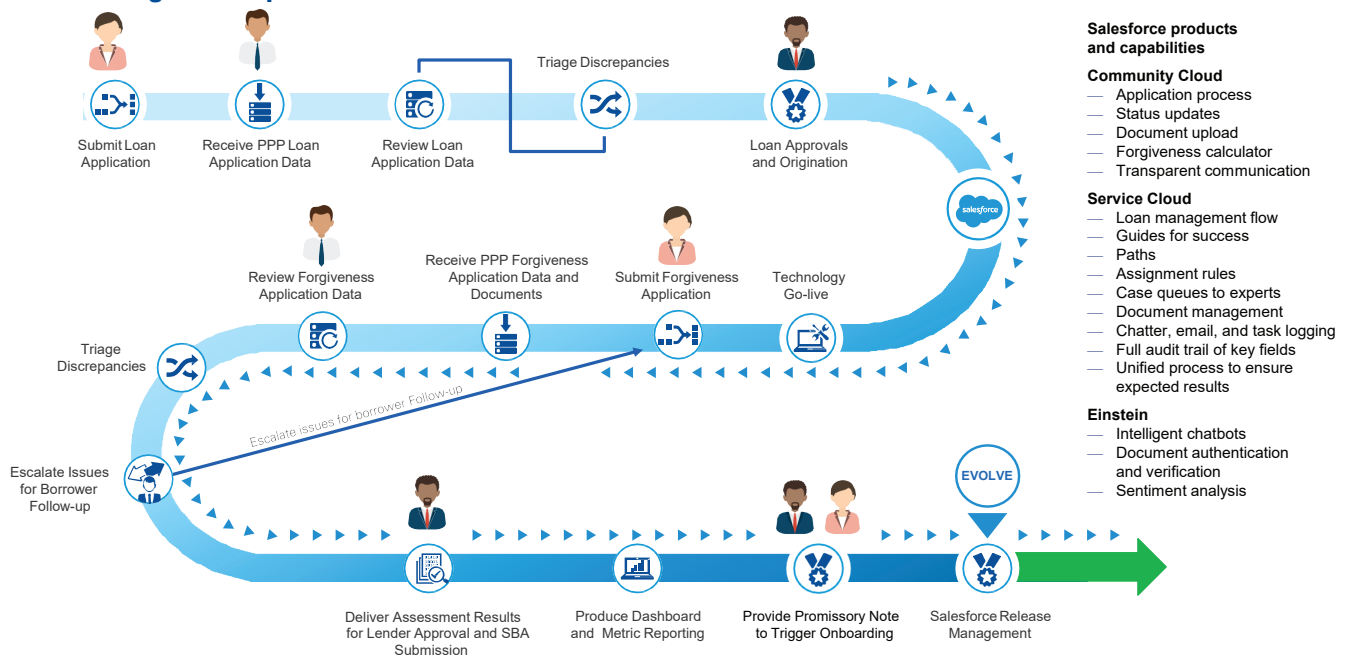 Triage Discrepancies
Submit Loan
Application
Receive PPP Loan
Application Data
Review Loan
Application Data
Loan Approvals
and Origination
salesforce
Review Forgiveness
Application Data
Receive PPP Forgiveness
Application Data and
Documents
Submit Forgiveness
Application
Technology
Go-live
Triage
Discrepancies
Escalate issues for borrower Follow-up
Escalate Issues
for Borrower
Follow-up
EVOLVE
Deliver Assessment Results
for Lender Approval and SBA
Submission
Produce Dashboard
and Metric Reporting
Provide Promissory Note
to Trigger Onboarding
Salesforce Release
Management
Salesforce products
and capabilities
Community Cloud
— Application process
— Status updates
— Document upload
— Forgiveness calculator
— Transparent communication
Service Cloud
— Loan management flow
— Guides for success
— Paths
— Assignment rules
— Case queues to experts
— Document management
— Chatter, email, and task logging
— Full audit trail of key fields
— Unified process to ensure
expected results
Einstein
— Intelligent chatbots
— Document authentication
and verification
— Sentiment analysis